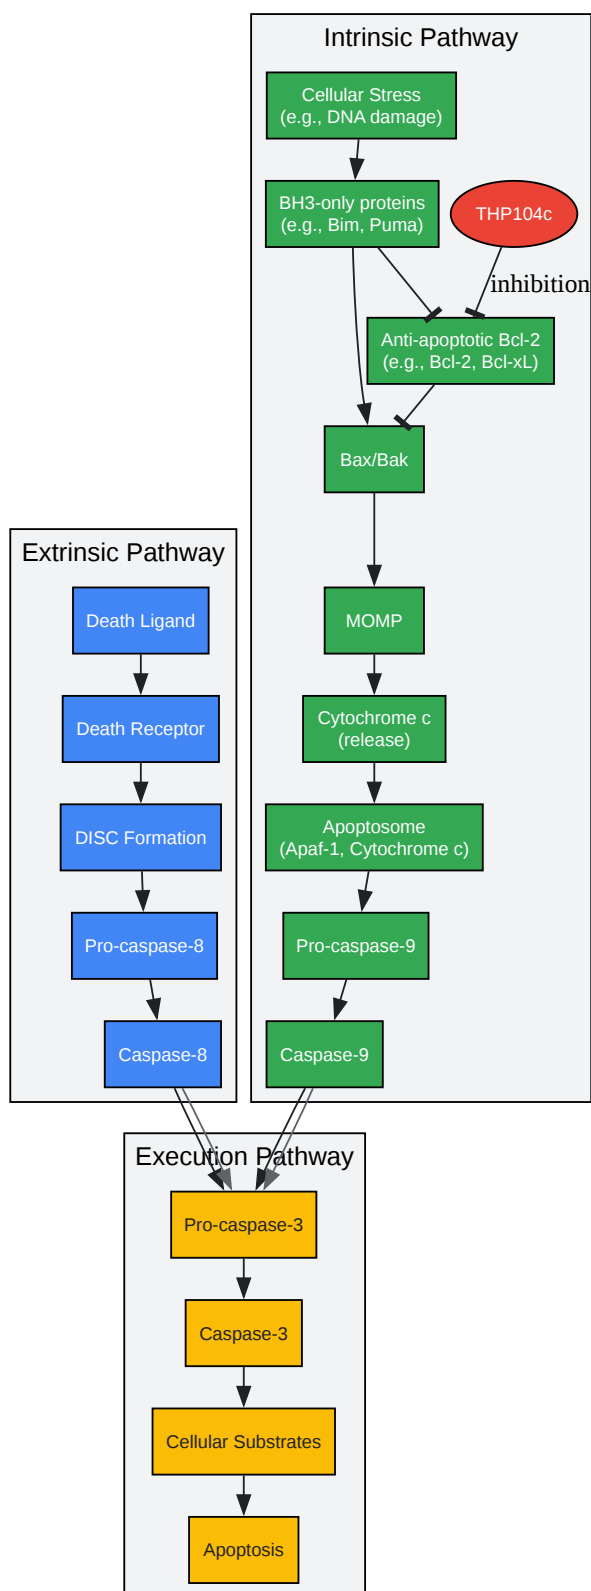 Intrinsic Pathway
Cellular Stress
(e.g., DNA damage)
BH3-only proteins
(e.g., Bim, Puma)
THP104c
inhibition
Anti-apoptotic Bcl-2
(e.g., Bcl-2, Bcl-xL)
Bax/Bak
MOMP
Cytochrome c
(release)
Apoptosome
(Apaf-1, Cytochrome c)
Pro-caspase-9
Caspase-9
Extrinsic Pathway
Death Ligand
Death Receptor
DISC Formation
Pro-caspase-8
Caspase-8
Execution Pathway
Pro-caspase-3
Caspase-3
Cellular Substrates
Apoptosis